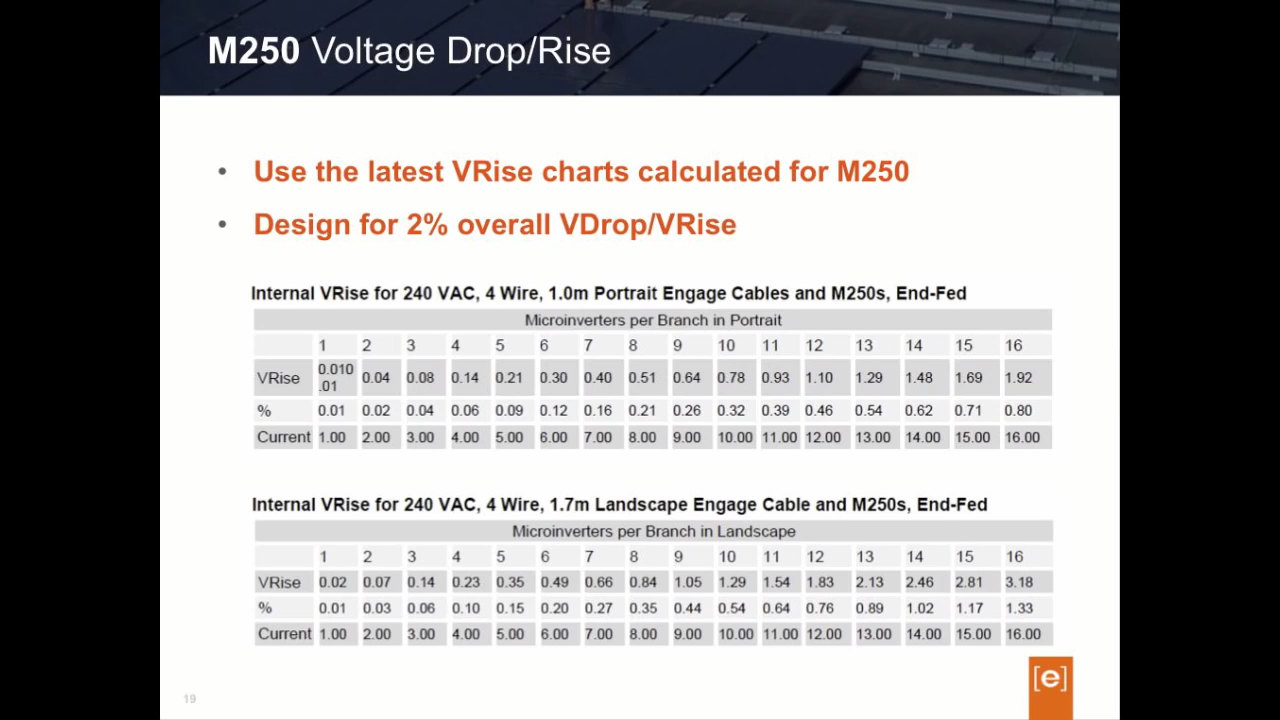 M250 Voltage Drop/Rise
• Use the latest VRise charts calculated for M250
• Design for 2% overall VDrop/VRise
Internal VRise for 240 VAC, 4 Wire, 1.0m Portrait Engage Cables and M250s, End-Fed
Microinverters per Branch in Portrait
1 2 3 4 5 6 7 8 9 10 11 12 13 14 15 16
VRise 0.010.01 0.04 0.08 0.14 0.21 0.30 0.40 0.51 0.64 0.78 0.93 1.10 1.29 1.48 1.69 1.92
% 0.01 0.02 0.04 0.06 0.09 0.12 0.16 0.21 0.26 0.32 0.39 0.46 0.54 0.62 0.71 0.80
Current 1.00 2.00 3.00 4.00 5.00 6.00 7.00 8.00 9.00 10.00 11.00 12.00 13.00 14.00 15.00 16.00
Internal VRise for 240 VAC, 4 Wire, 1.7m Landscape Engage Cable and M250s, End-Fed
Microinverters per Branch in Landscape
1 2 3 4 5 6 7 8 9 10 11 12 13 14 15 16
VRise 0.02 0.07 0.14 0.23 0.35 0.49 0.66 0.84 1.05 1.29 1.54 1.83 2.13 2.46 2.81 3.18
% 0.01 0.03 0.06 0.10 0.15 0.20 0.27 0.35 0.44 0.54 0.64 0.76 0.89 1.02 1.17 1.33
Current 1.00 2.00 3.00 4.00 5.00 6.00 7.00 8.00 9.00 10.00 11.00 12.00 13.00 14.00 15.00 16.00
[e]
19